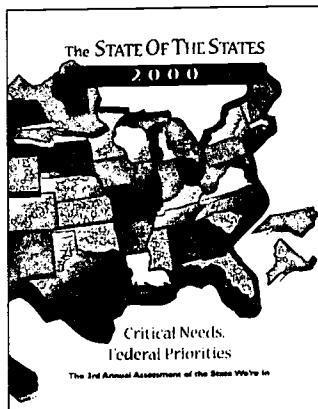 The STATE OF THE STATES
2000
Critical Needs,
Federal Priorities
The 3rd Annual Assessment of the State We're In